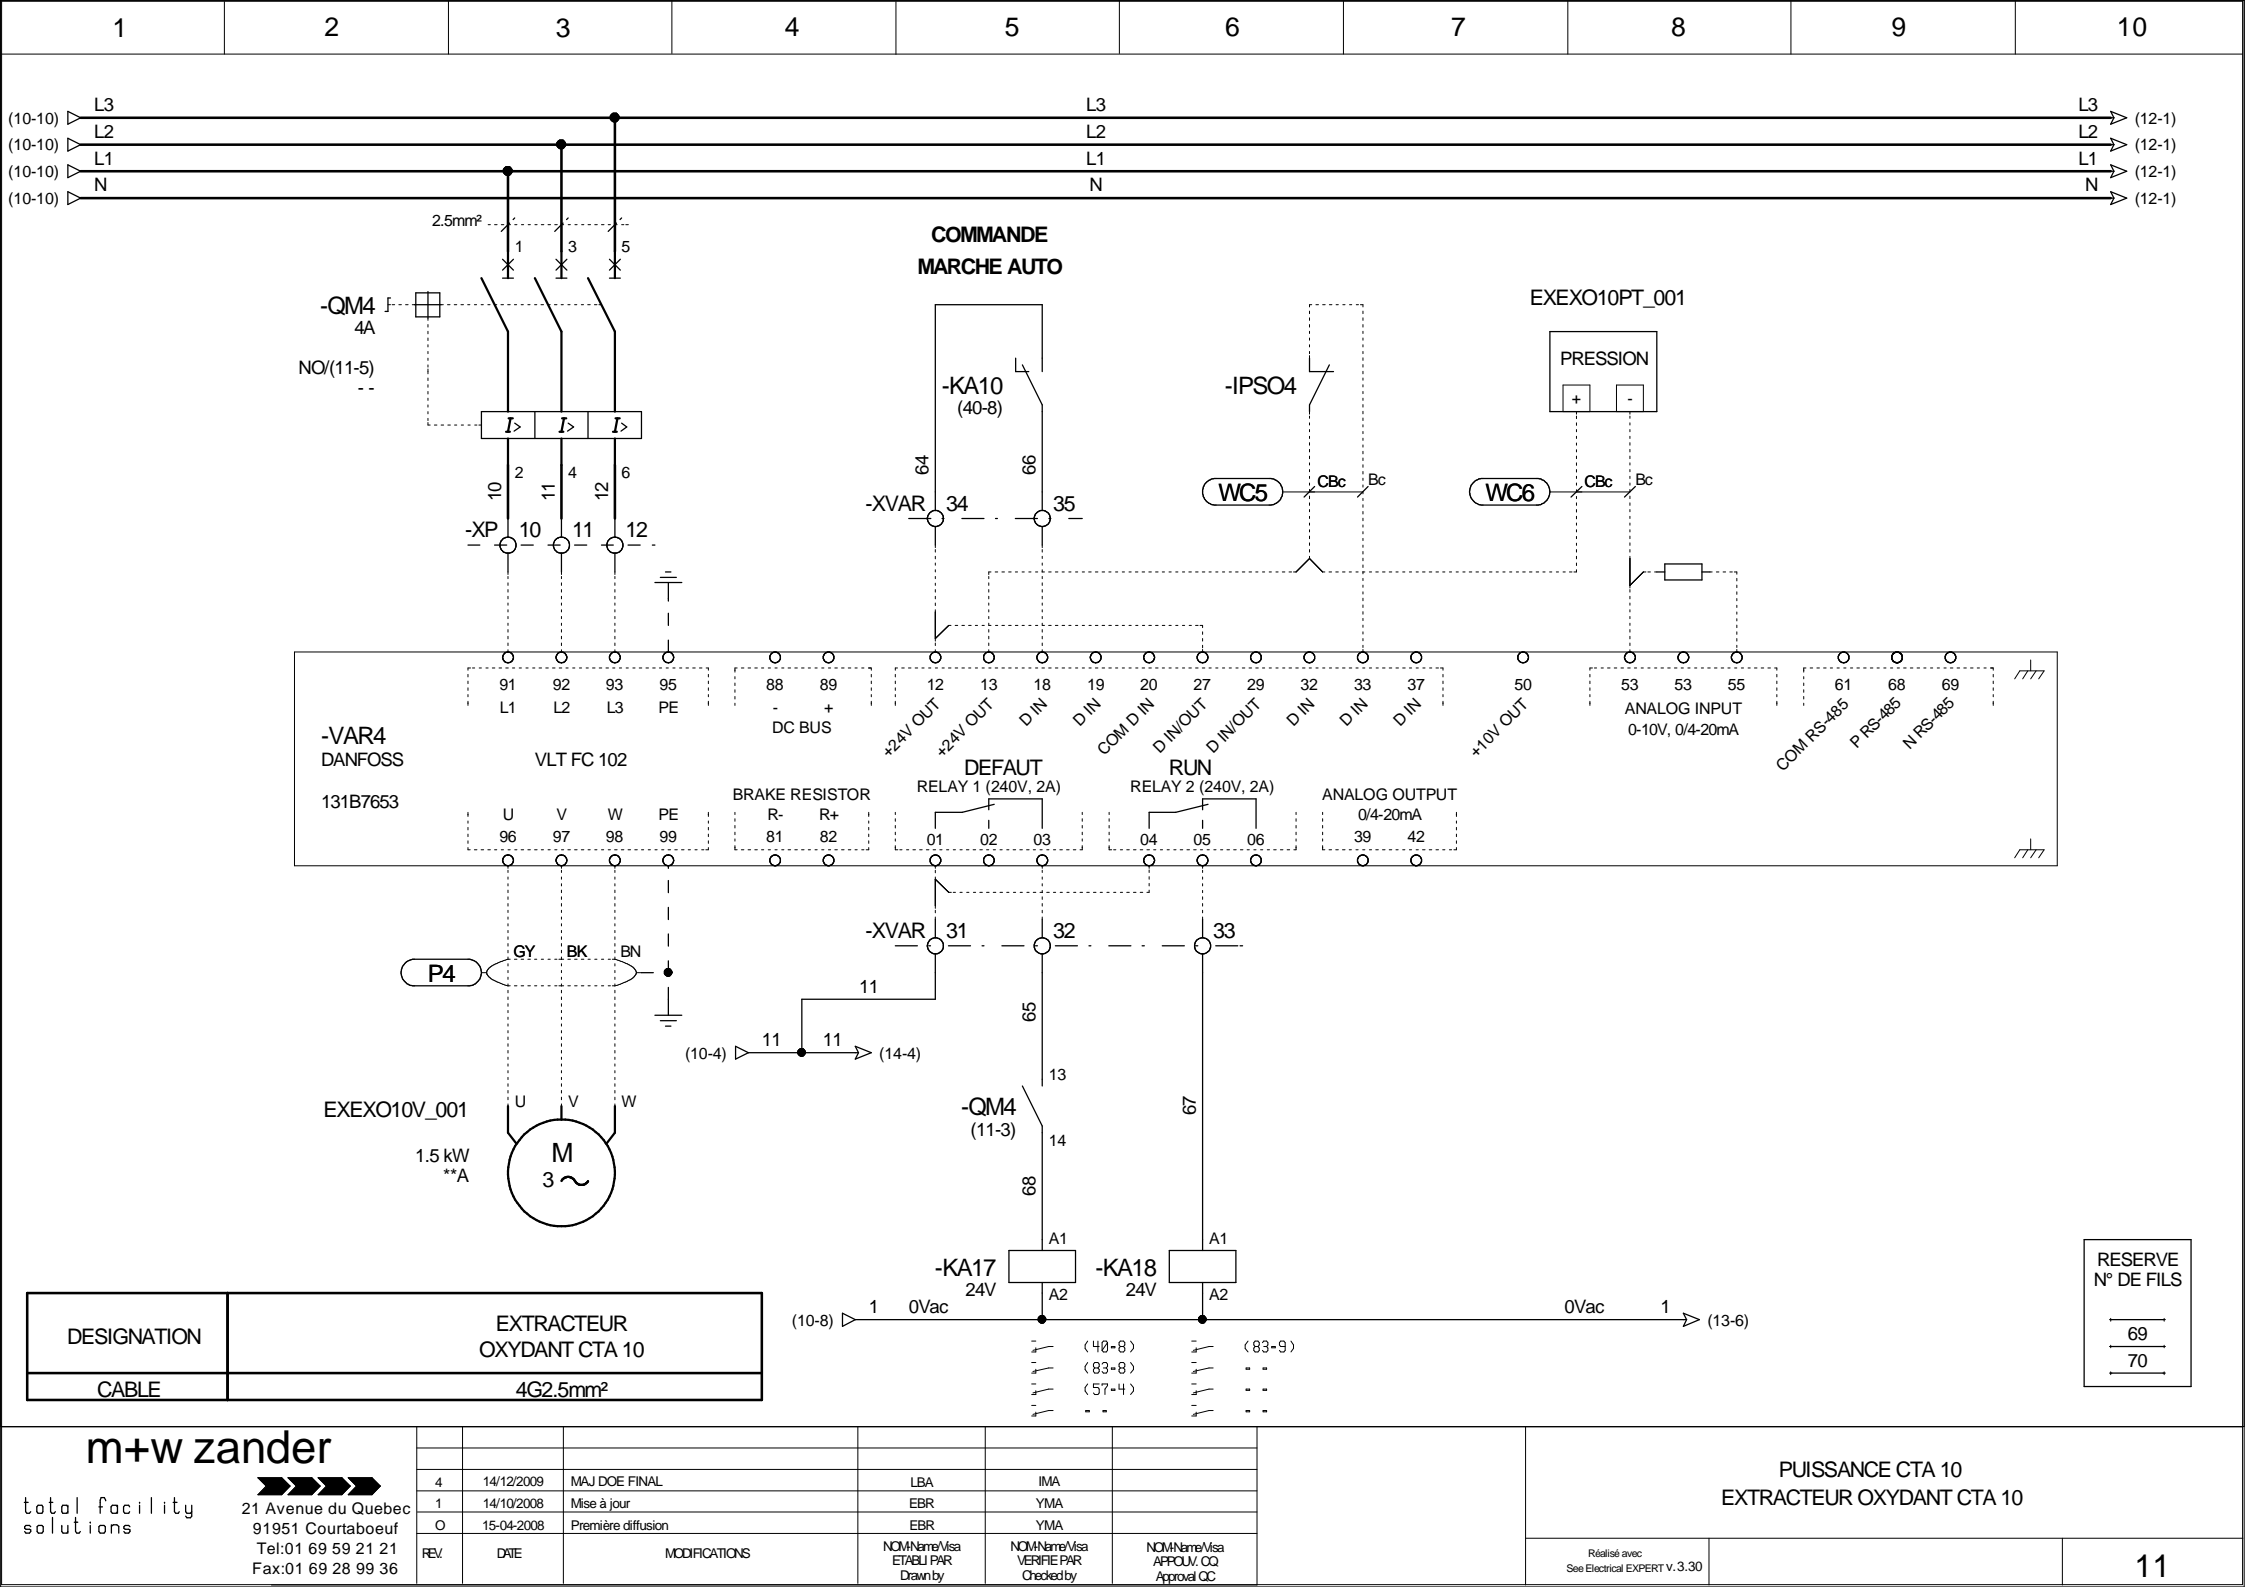 1 2 3 4 5 6 7 8 9 10
(10-10) L3 L3 L3 (12-1)
(10-10) L2 L2 L2 (12-1)
(10-10) L1 L1 L1 (12-1)
(10-10) N N N (12-1)
2.5mm²
1 3 5
COMMANDE
MARCHE AUTO
-QM4
4A
NO/(11-5)
- -
I> I> I>
2 4 6
10 11 12
-XP 10 11 12
-KA10
(40-8)
64 66
-XVAR 34 35
-IPSO4
WC5 CBc Bc
EXEXO10PT_001
PRESSION
+ -
WC6 CBc Bc
91 92 93 95
L1 L2 L3 PE
88 89
- +
DC BUS
12 13 18 19 20 27 29 32 33 37
+24V OUT +24V OUT D IN D IN COM D IN D IN/OUT D IN/OUT D IN D IN D IN
50
+10V OUT
53 53 55
ANALOG INPUT
0-10V, 0/4-20mA
61 68 69
COM RS-485 P RS-485 N RS-485
-VAR4
DANFOSS
131B7653
VLT FC 102
U V W PE
96 97 98 99
BRAKE RESISTOR
R- R+
81 82
DEFAUT
RELAY 1 (240V, 2A)
01 02 03
RUN
RELAY 2 (240V, 2A)
04 05 06
ANALOG OUTPUT
0/4-20mA
39 42
-XVAR 31 32 33
P4 GY BK BN
11
(10-4) 11 11 (14-4)
65
13
-QM4
(11-3)
14
67
68
EXEXO10V_001
1.5 kW
**A
U V W
M
3
A1 A1
-KA17
24V
-KA18
24V
A2 A2
(10-8) 1 0Vac 0Vac 1 (13-6)
(40-8) (83-9)
(83-8) - -
(57-4) - -
- - - -
RESERVE
N° DE FILS
69
70
DESIGNATION EXTRACTEUR
OXYDANT CTA 10
CABLE 4G2.5mm²
m+w zander
total facility
solutions
21 Avenue du Quebec
91951 Courtaboeuf
Tel:01 69 59 21 21
Fax:01 69 28 99 36
4 14/12/2009 MAJ DOE FINAL LBA IMA
1 14/10/2008 Mise à jour EBR YMA
O 15-04-2008 Première diffusion EBR YMA
REV. DATE MODIFICATIONS
NOM-Name/Visa
ETABLI PAR
Drawn by
NOM-Name/Visa
VERIFIE PAR
Checked by
NOM-Name/Visa
APPOUV. CQ
Approval QC
PUISSANCE CTA 10
EXTRACTEUR OXYDANT CTA 10
Réalisé avec
See Electrical EXPERT V.3.30
11